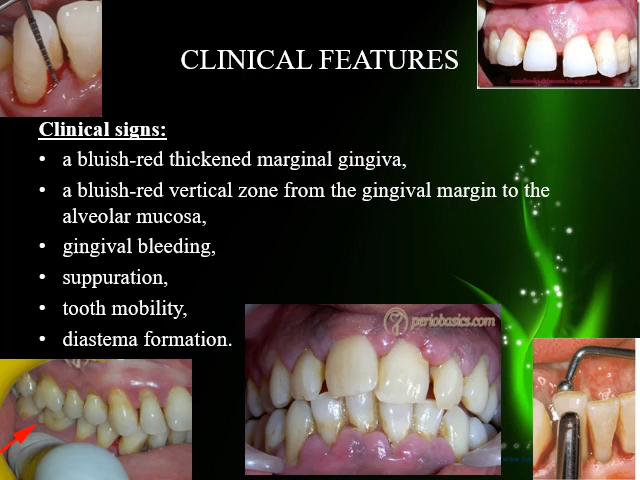 CLINICAL FEATURES
Clinical signs:
• a bluish-red thickened marginal gingiva,
• a bluish-red vertical zone from the gingival margin to the
alveolar mucosa,
• gingival bleeding,
• suppuration,
• tooth mobility,
• diastema formation.
periobasics.com